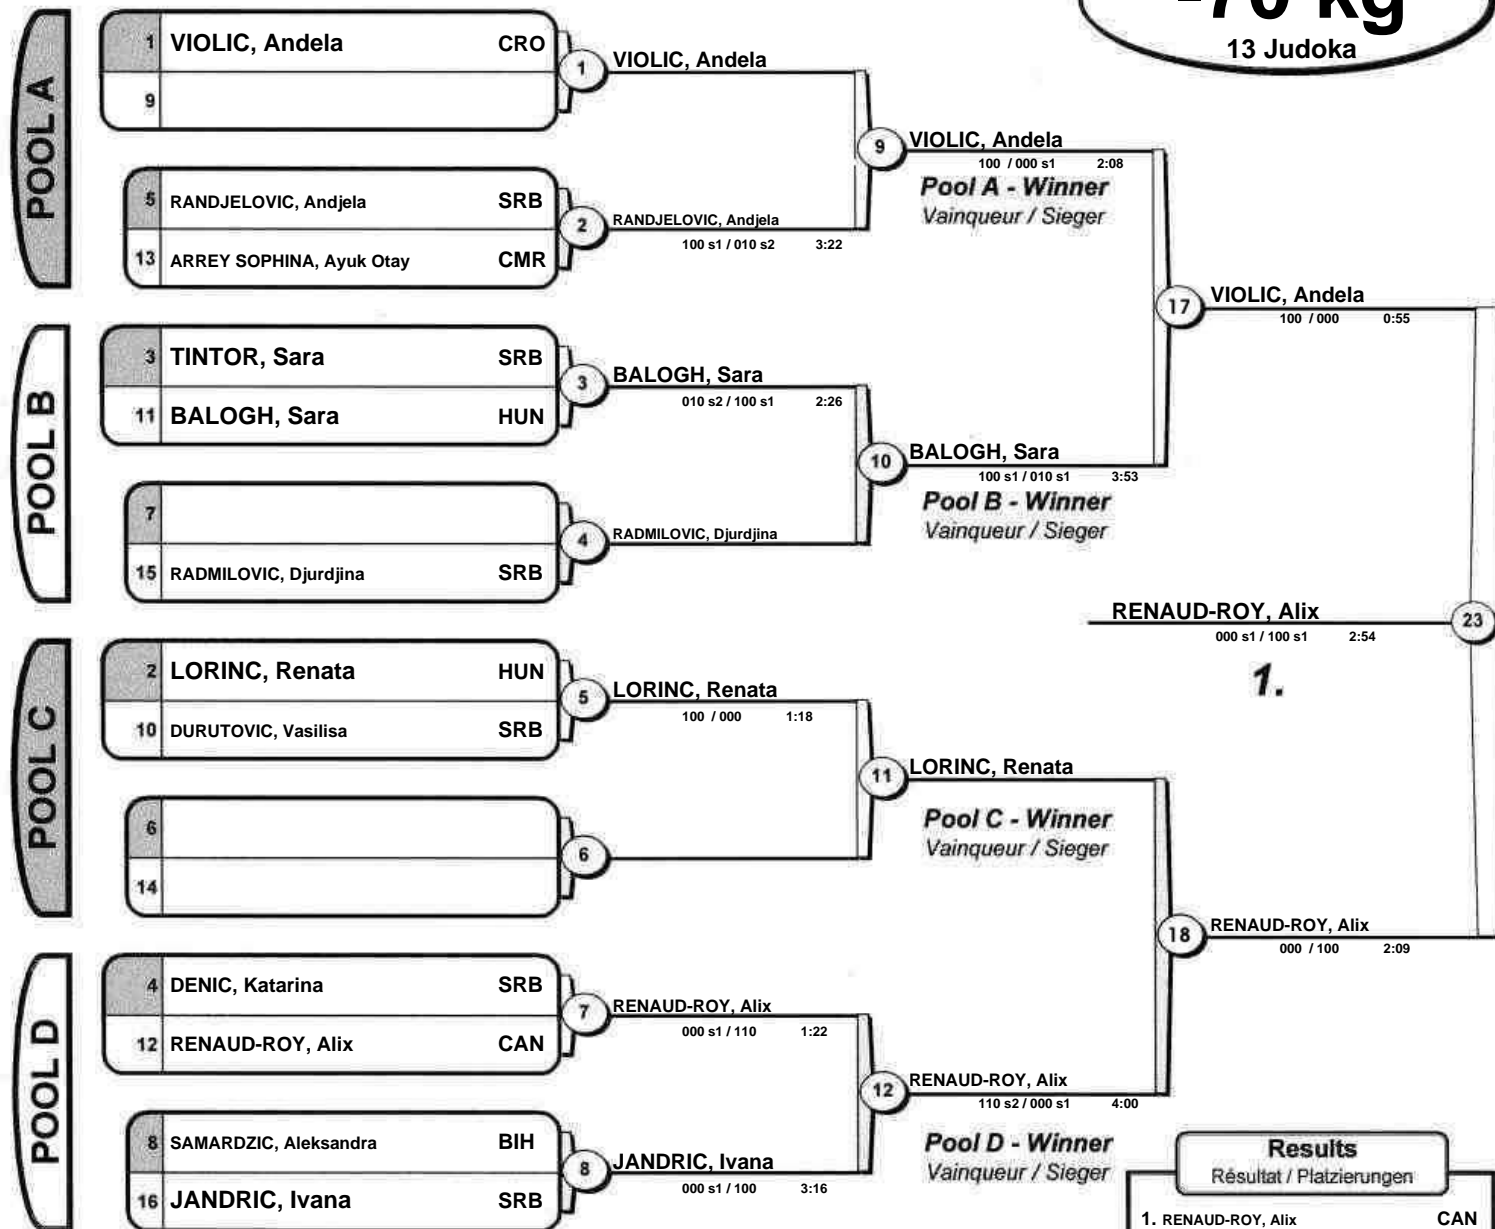 -70 kg
13 Judoka
POOL A
1 VIOLIC, Andela CRO
9
5 RANDJELOVIC, Andjela SRB
13 ARREY SOPHINA, Ayuk Otay CMR
POOL B
3 TINTOR, Sara SRB
11 BALOGH, Sara HUN
7
15 RADMILOVIC, Djurdjina SRB
POOL C
2 LORINC, Renata HUN
10 DURUTOVIC, Vasilisa SRB
6
14
POOL D
4 DENIC, Katarina SRB
12 RENAUD-ROY, Alix CAN
8 SAMARDZIC, Aleksandra BIH
16 JANDRIC, Ivana SRB
1 VIOLIC, Andela
2 RANDJELOVIC, Andjela
100 s1 / 010 s2 3:22
3 BALOGH, Sara
010 s2 / 100 s1 2:26
4 RADMILOVIC, Djurdjina
5 LORINC, Renata
100 / 000 1:18
6
7 RENAUD-ROY, Alix
000 s1 / 110 1:22
8 JANDRIC, Ivana
000 s1 / 100 3:16
9 VIOLIC, Andela
100 / 000 s1 2:08
Pool A - Winner
Vainqueur / Sieger
10 BALOGH, Sara
100 s1 / 010 s1 3:53
Pool B - Winner
Vainqueur / Sieger
11 LORINC, Renata
Pool C - Winner
Vainqueur / Sieger
12 RENAUD-ROY, Alix
110 s2 / 000 s1 4:00
Pool D - Winner
Vainqueur / Sieger
17 VIOLIC, Andela
100 / 000 0:55
18 RENAUD-ROY, Alix
000 / 100 2:09
RENAUD-ROY, Alix 23
000 s1 / 100 s1 2:54
1.
Results
Résultat / Platzierungen
1. RENAUD-ROY, Alix CAN